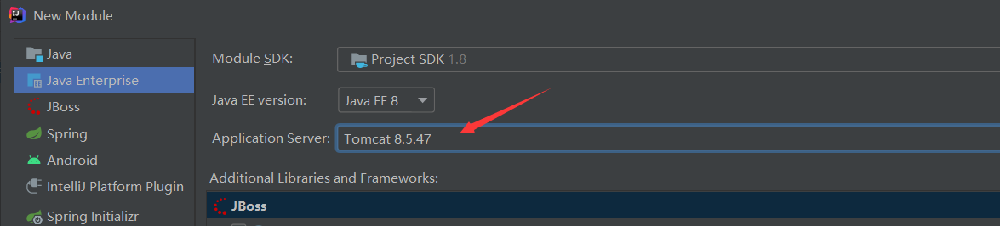 New Module
Java
Java Enterprise
JBoss
Spring
Android
IntelliJ Platform Plugin
Spring Initializr
Module SDK: Project SDK 1.8
Java EE version: Java EE 8
Application Server: Tomcat 8.5.47
Additional Libraries and Frameworks:
JBoss